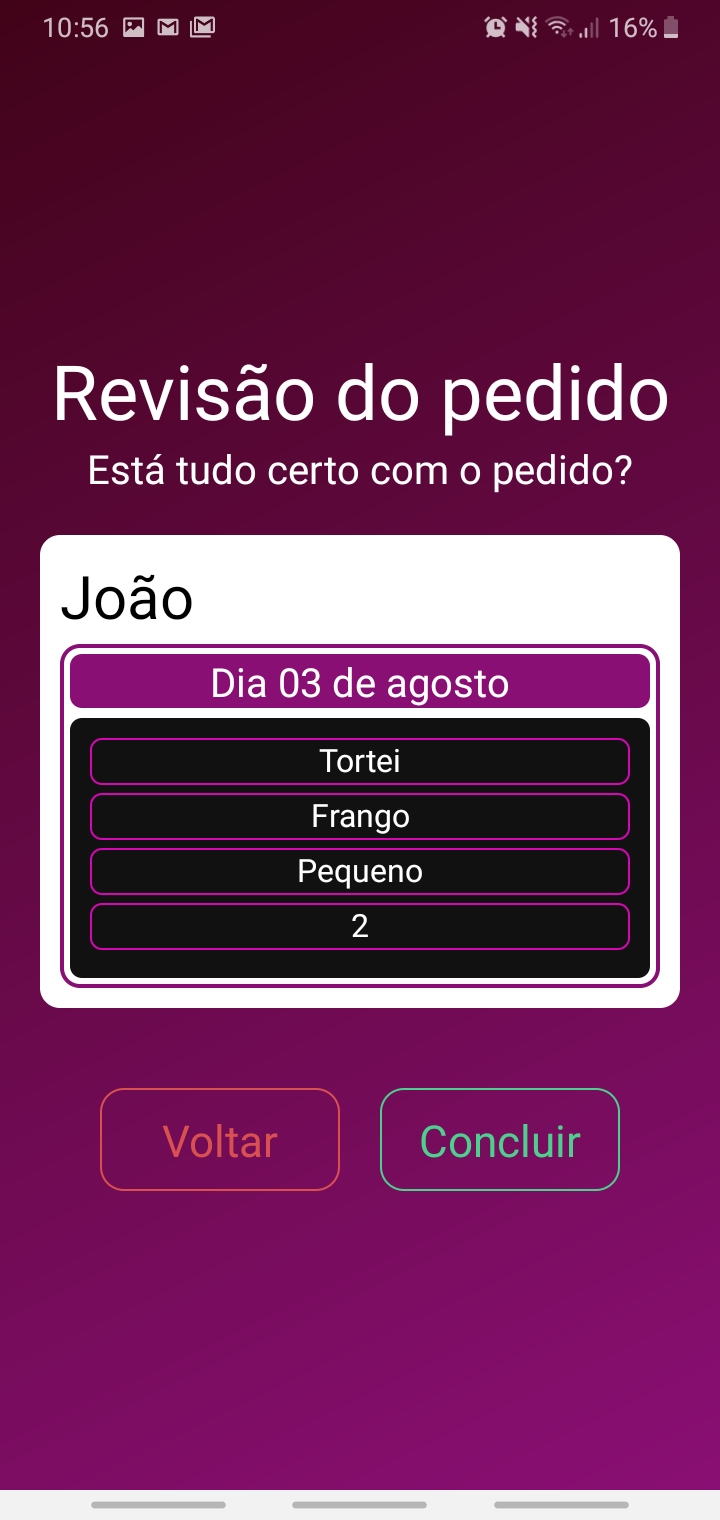 10:56 16%
Revisão do pedido
Está tudo certo com o pedido?
João
Dia 03 de agosto
Tortei
Frango
Pequeno
2
Voltar Concluir